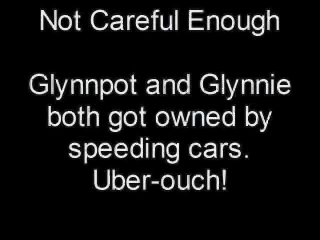 Not Careful Enough
Glynnpot and Glynnie
both got owned by
speeding cars.
Uber-ouch!